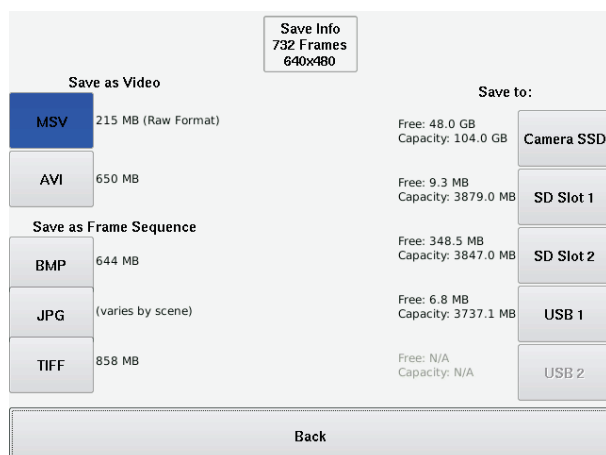 Save Info
732 Frames
640x480
Save as Video
MSV
215 MB (Raw Format)
AVI
650 MB
Save as Frame Sequence
BMP
644 MB
JPG
(varies by scene)
TIFF
858 MB
Save to:
Free: 48.0 GB
Capacity: 104.0 GB
Camera SSD
Free: 9.3 MB
Capacity: 3879.0 MB
SD Slot 1
Free: 348.5 MB
Capacity: 3847.0 MB
SD Slot 2
Free: 6.8 MB
Capacity: 3737.1 MB
USB 1
Free: N/A
Capacity: N/A
USB 2
Back